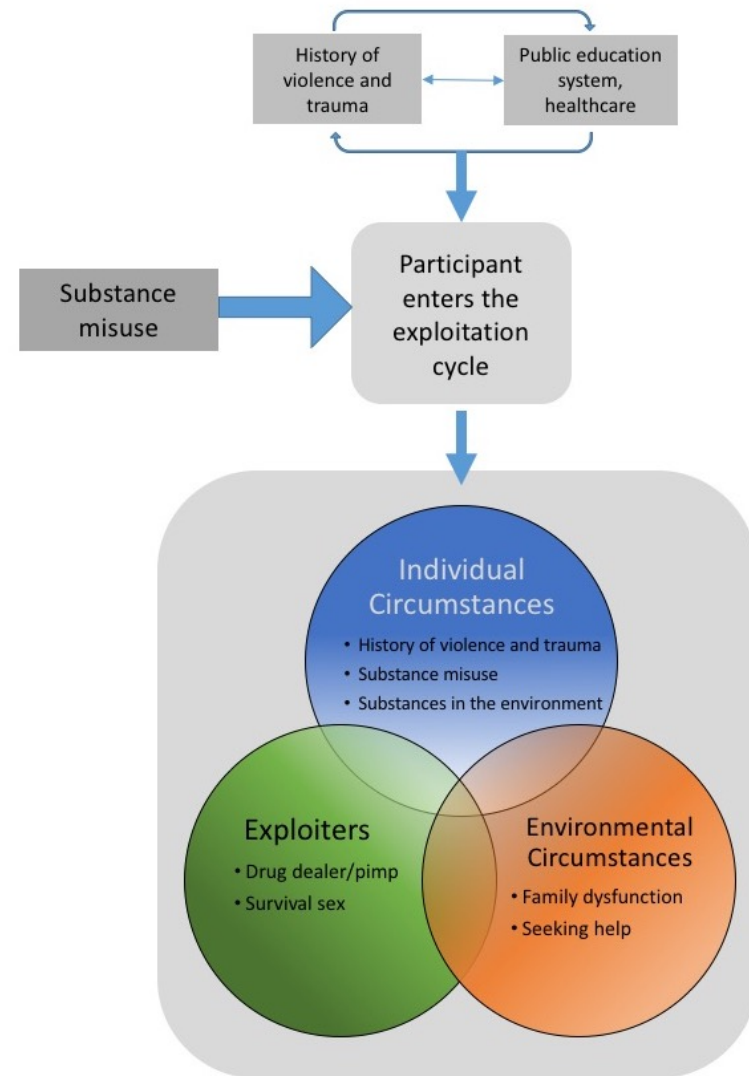 History of
violence and
trauma
Public education
system,
healthcare
Substance
misuse
Participant
enters the
exploitation
cycle
Individual
Circumstances
• History of violence and trauma
• Substance misuse
• Substances in the environment
Exploiters
• Drug dealer/pimp
• Survival sex
Environmental
Circumstances
• Family dysfunction
• Seeking help